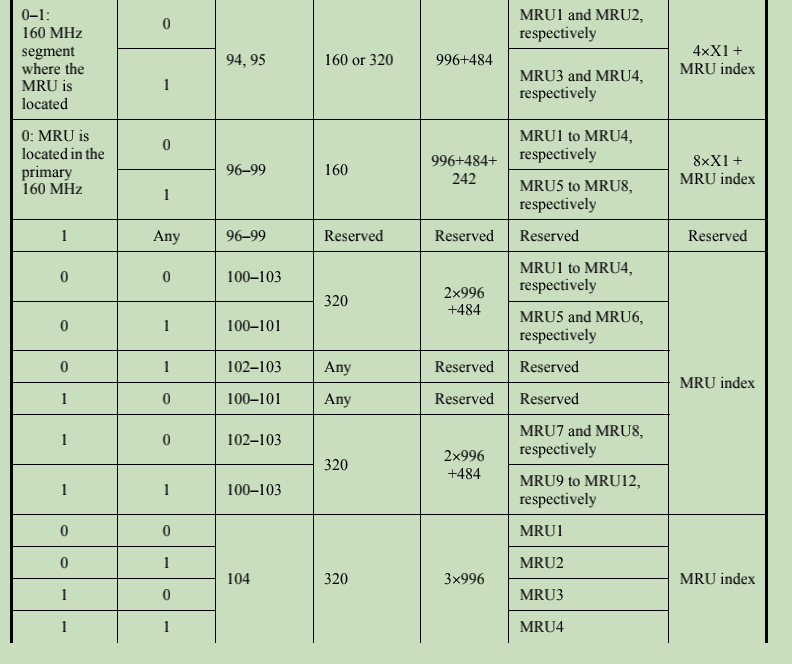 0–1:
160 MHz
segment
where the
MRU is
located
0
94, 95
160 or 320
996+484
MRU1 and MRU2,
respectively
4×X1 +
MRU index
1
MRU3 and MRU4,
respectively
0: MRU is
located in the
primary
160 MHz
0
96–99
160
996+484+
242
MRU1 to MRU4,
respectively
8×X1 +
MRU index
1
MRU5 to MRU8,
respectively
1 Any 96–99 Reserved Reserved Reserved Reserved
0 0 100–103
320
2×996
+484
MRU1 to MRU4,
respectively
MRU index
0 1 100–101
MRU5 and MRU6,
respectively
0 1 102–103 Any Reserved Reserved
1 0 100–101 Any Reserved Reserved
1 0 102–103
320
2×996
+484
MRU7 and MRU8,
respectively
1 1 100–103
MRU9 to MRU12,
respectively
0 0
104
320
3×996
MRU1
MRU index
0 1 MRU2
1 0 MRU3
1 1 MRU4